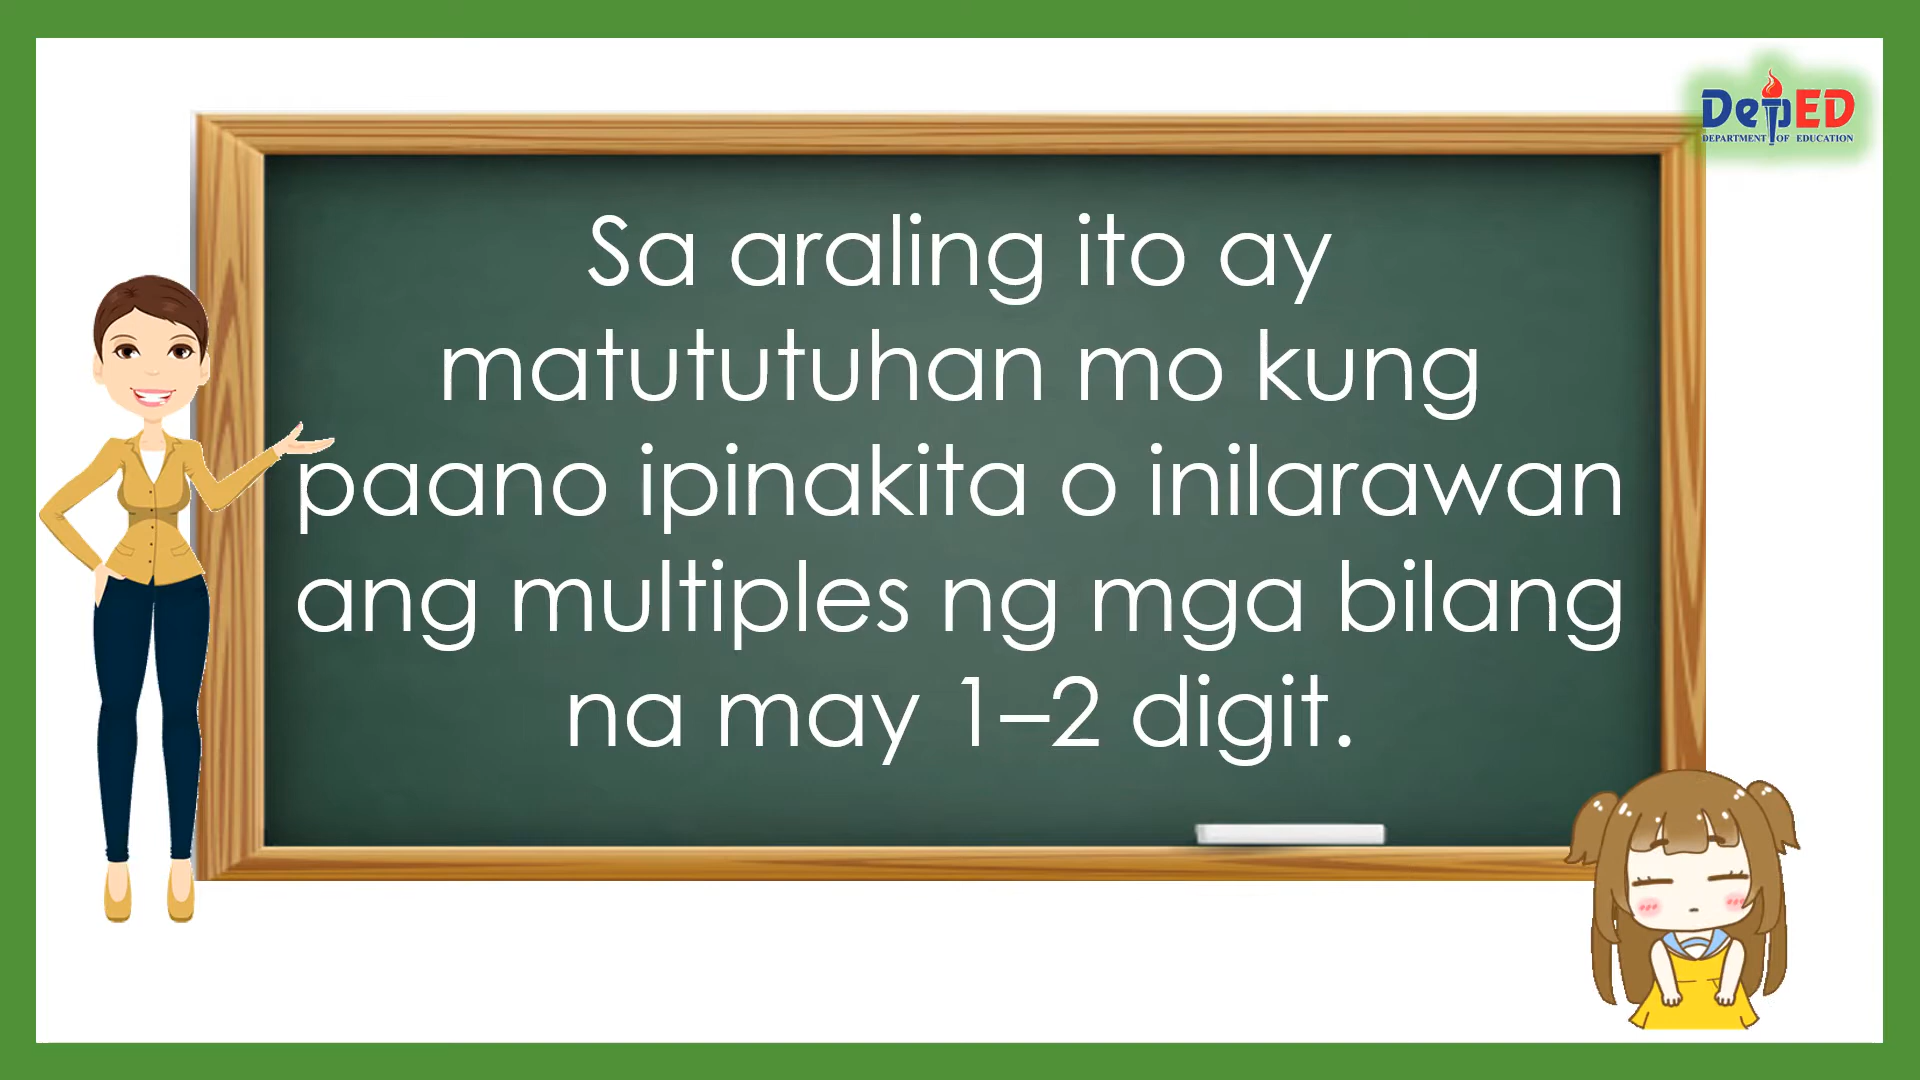 DepED
DEPARTMENT OF EDUCATION
Sa araling ito ay
matututuhan mo kung
paano ipinakita o inilarawan
ang multiples ng mga bilang
na may 1–2 digit.